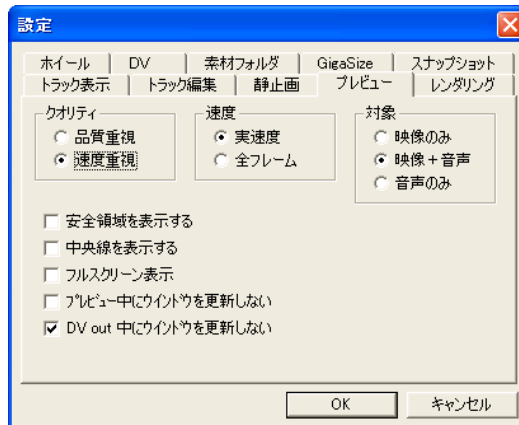 設定
ホイール DV 素材フォルダ GigaSize スナップショット
トラック表示 トラック編集 静止画 プレビュー レンダリング
クオリティ 速度 対象
品質重視 実速度 映像のみ
速度重視 全フレーム 映像+音声
音声のみ
安全領域を表示する
中央線を表示する
フルスクリーン表示
プレビュー中にウインドウを更新しない
DV out 中にウインドウを更新しない
OK キャンセル